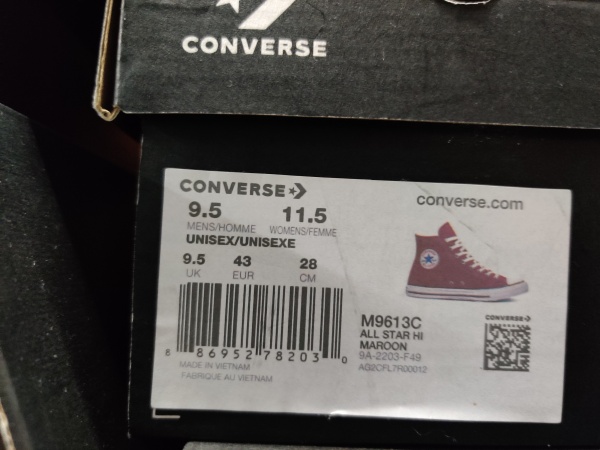 CONVERSE
CONVERSE
converse.com
9.5 11.5
MENS/HOMME WOMENS/FEMME
UNISEX/UNISEXE
9.5 43 28
UK EUR CM
M9613C
ALL STAR HI
MAROON
9A-2203-F49
CONVERSE
8 86952 78203 0
MADE IN VIETNAM
FABRIQUE AU VIETNAM